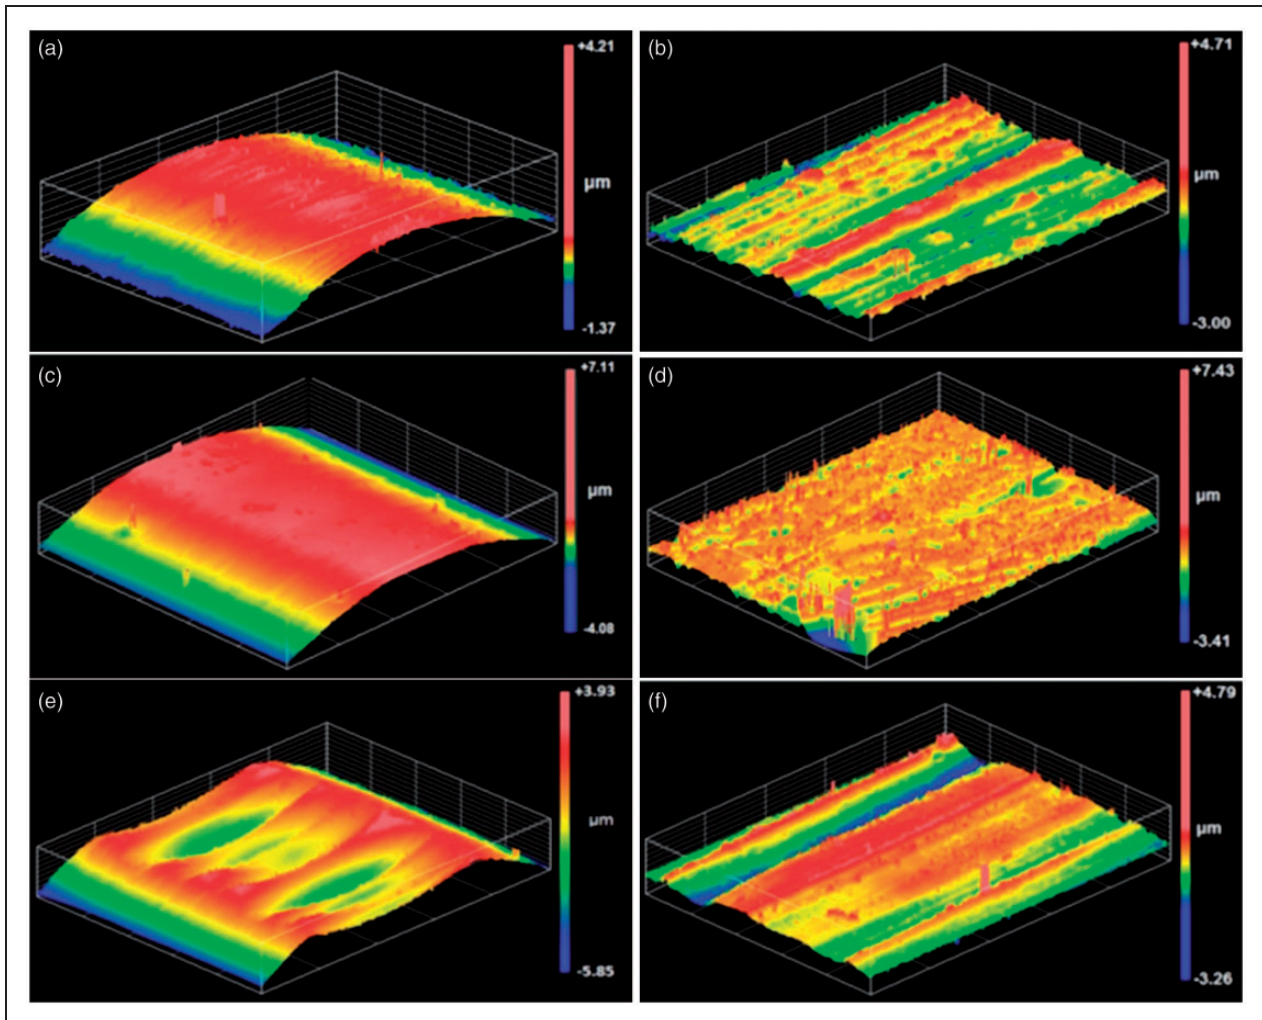 (a)
+4.21
µm
-1.37
(b)
+4.71
µm
-3.00
(c)
+7.11
µm
-4.08
(d)
+7.43
µm
-3.41
(e)
+3.93
µm
-5.85
(f)
+4.79
µm
-3.26